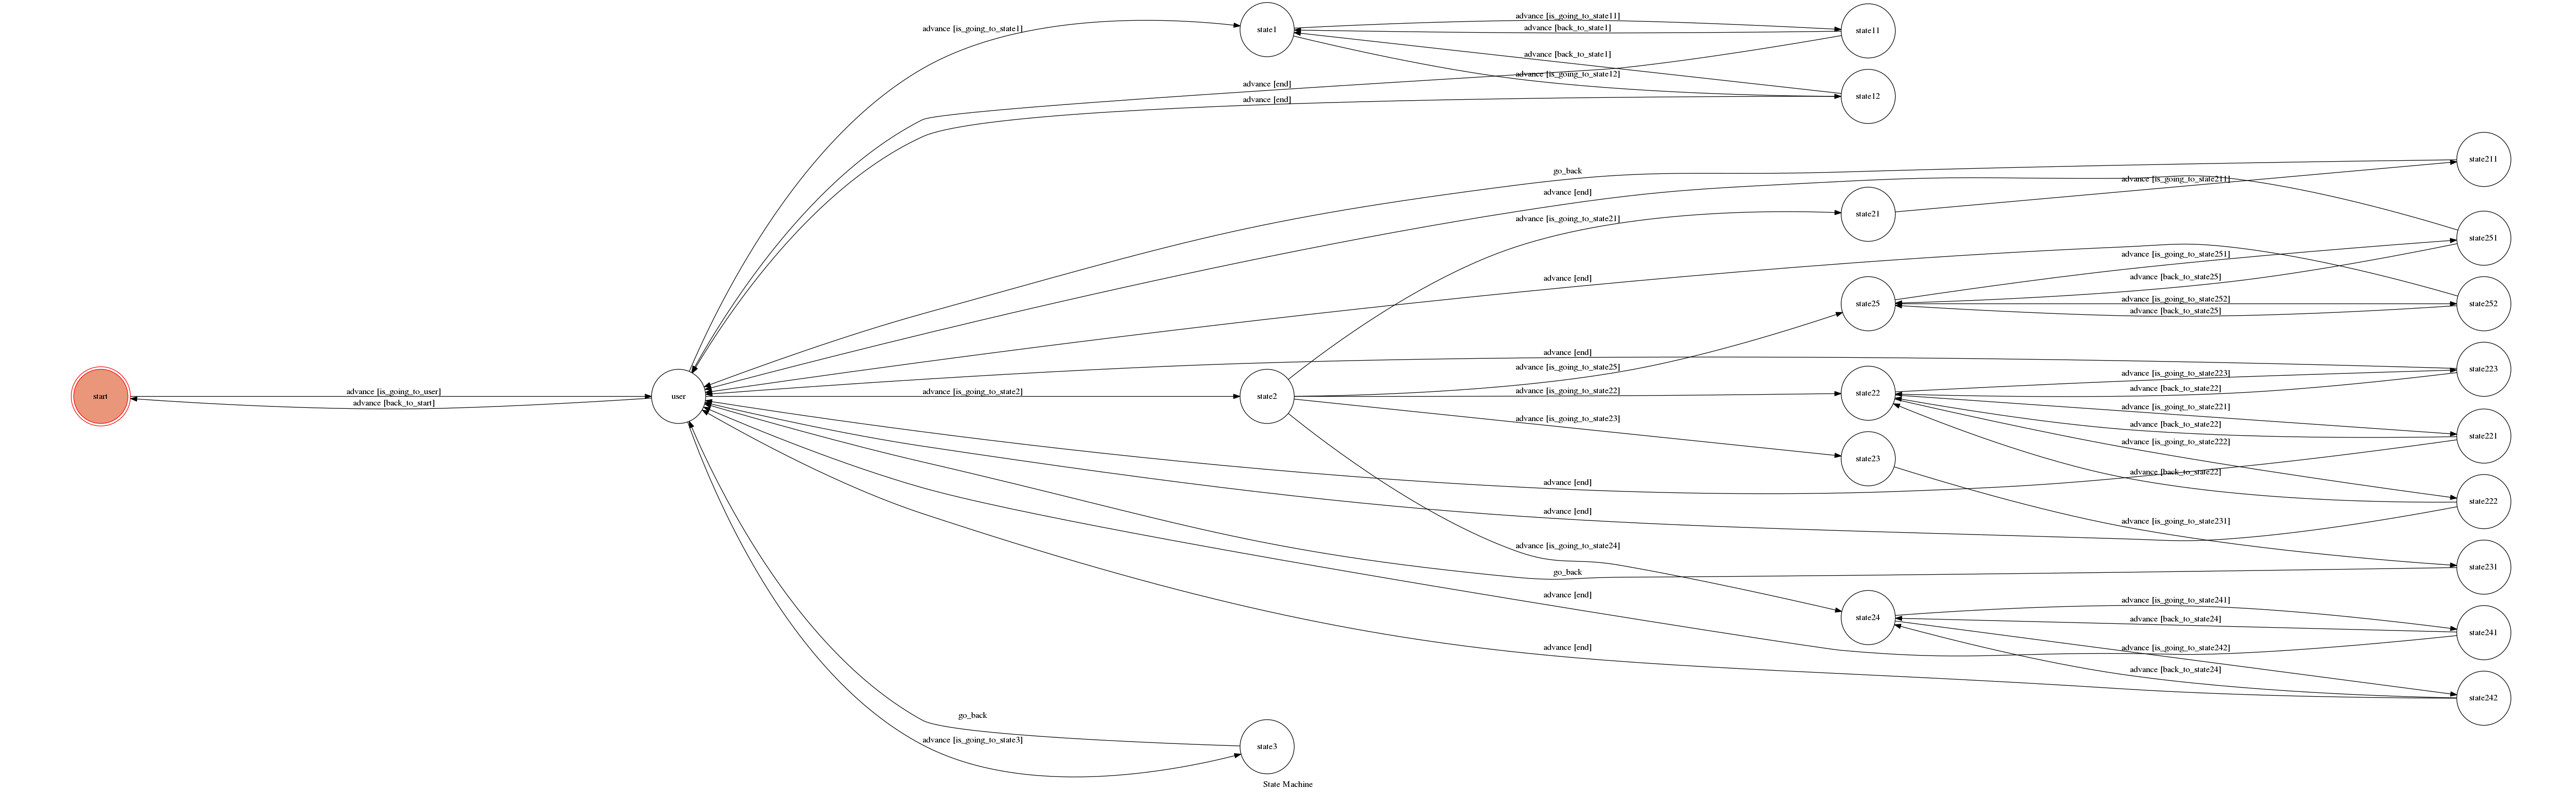 advance [is_going_to_state1]
state1
advance [is_going_to_state11]
advance [back_to_state1]
state11
advance [back_to_state1]
advance [is_going_to_state12]
advance [end]
advance [end]
state12
state211
go_back
advance [is_going_to_state211]
advance [end]
advance [is_going_to_state21]
state21
state251
advance [is_going_to_state251]
advance [end]
advance [back_to_state25]
state25
advance [is_going_to_state252]
state252
advance [back_to_state25]
advance [end]
advance [is_going_to_state25]
state223
advance [is_going_to_state223]
advance [back_to_state22]
start
advance [is_going_to_user]
advance [back_to_start]
user
advance [is_going_to_state2]
state2
advance [is_going_to_state22]
state22
advance [is_going_to_state221]
advance [is_going_to_state23]
advance [back_to_state22]
state221
advance [is_going_to_state222]
state23
advance [back_to_state22]
advance [end]
state222
advance [end]
advance [is_going_to_state231]
advance [is_going_to_state24]
go_back
state231
advance [end]
advance [is_going_to_state241]
state24
advance [back_to_state24]
state241
advance [end]
advance [is_going_to_state242]
advance [back_to_state24]
state242
go_back
advance [is_going_to_state3]
state3
State Machine